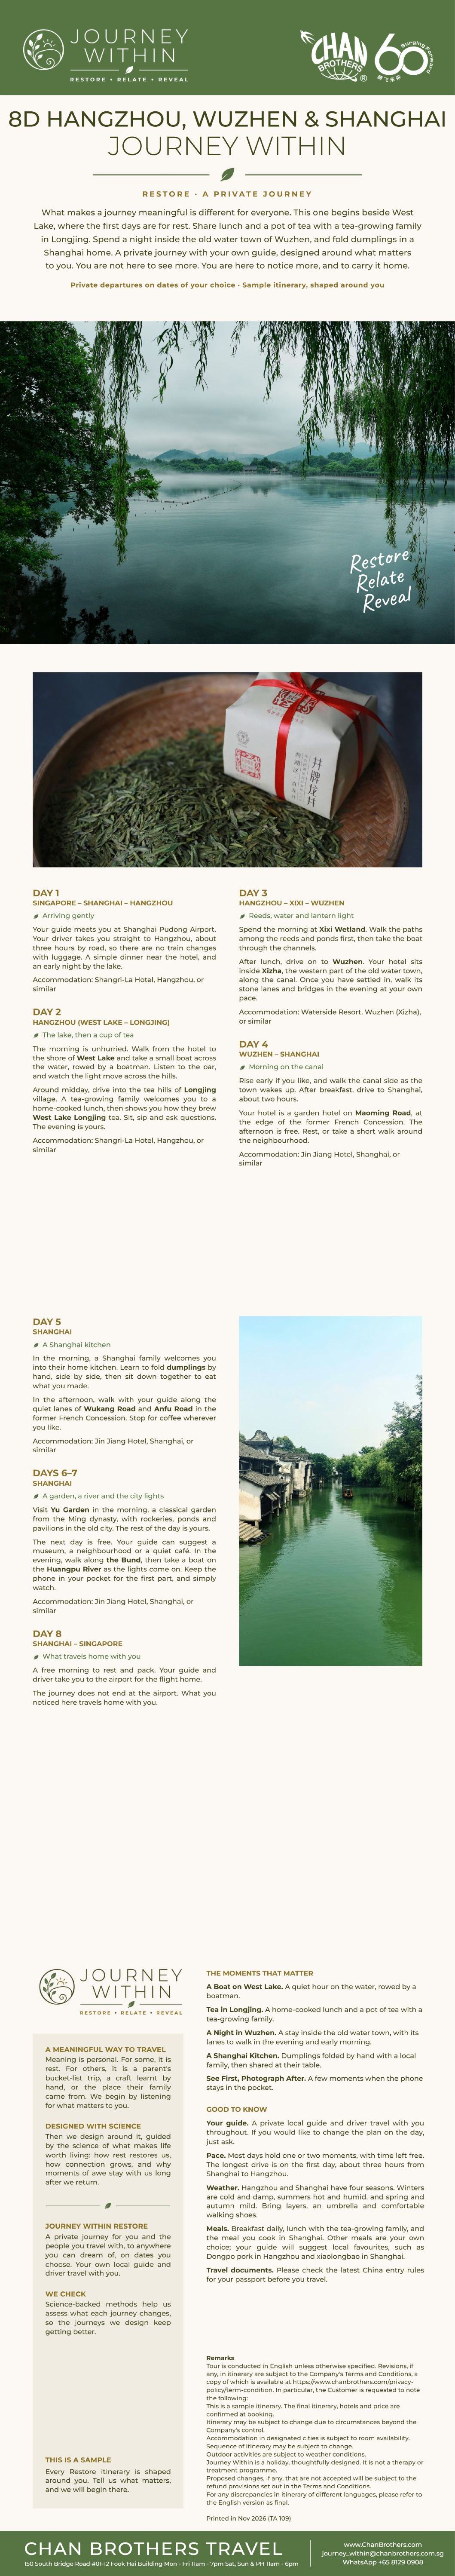 JOURNEY
WITHIN
RESTORE • RELATE • REVEAL
CHAN
BROTHERS
®
60
8D HANGZHOU, WUZHEN & SHANGHAI
JOURNEY WITHIN
RESTORE · A PRIVATE JOURNEY
What makes a journey meaningful is different for everyone. This one begins beside West
Lake, where the first days are for rest. Share lunch and a pot of tea with a tea-growing family
in Longjing. Spend a night inside the old water town of Wuzhen, and fold dumplings in a
Shanghai home. A private journey with your own guide, designed around what matters
to you. You are not here to see more. You are here to notice more, and to carry it home.
Private departures on dates of your choice · Sample itinerary, shaped around you
Restore
Relate
Reveal
DAY 1
SINGAPORE – SHANGHAI – HANGZHOU
Arriving gently
Your guide meets you at Shanghai Pudong Airport.
Your driver takes you straight to Hangzhou, about
three hours by road, so there are no train changes
with luggage. A simple dinner near the hotel, and
an early night by the lake.
Accommodation: Shangri-La Hotel, Hangzhou, or
similar
DAY 2
HANGZHOU (WEST LAKE – LONGJING)
The lake, then a cup of tea
The morning is unhurried. Walk from the hotel to
the shore of West Lake and take a small boat across
the water, rowed by a boatman. Listen to the oar,
and watch the light move across the hills.
Around midday, drive into the tea hills of Longjing
village. A tea-growing family welcomes you to a
home-cooked lunch, then shows you how they brew
West Lake Longjing tea. Sit, sip and ask questions.
The evening is yours.
Accommodation: Shangri-La Hotel, Hangzhou, or
similar
DAY 3
HANGZHOU – XIXI – WUZHEN
Reeds, water and lantern light
Spend the morning at Xixi Wetland. Walk the paths
among the reeds and ponds first, then take the boat
through the channels.
After lunch, drive on to Wuzhen. Your hotel sits
inside Xizha, the western part of the old water town,
along the canal. Once you have settled in, walk its
stone lanes and bridges in the evening at your own
pace.
Accommodation: Waterside Resort, Wuzhen (Xizha),
or similar
DAY 4
WUZHEN – SHANGHAI
Morning on the canal
Rise early if you like, and walk the canal side as the
town wakes up. After breakfast, drive to Shanghai,
about two hours.
Your hotel is a garden hotel on Maoming Road, at
the edge of the former French Concession. The
afternoon is free. Rest, or take a short walk around
the neighbourhood.
Accommodation: Jin Jiang Hotel, Shanghai, or
similar
DAY 5
SHANGHAI
A Shanghai kitchen
In the morning, a Shanghai family welcomes you
into their home kitchen. Learn to fold dumplings by
hand, side by side, then sit down together to eat
what you made.
In the afternoon, walk with your guide along the
quiet lanes of Wukang Road and Anfu Road in the
former French Concession. Stop for coffee wherever
you like.
Accommodation: Jin Jiang Hotel, Shanghai, or
similar
DAYS 6–7
SHANGHAI
A garden, a river and the city lights
Visit Yu Garden in the morning, a classical garden
from the Ming dynasty, with rockeries, ponds and
pavilions in the old city. The rest of the day is yours.
The next day is free. Your guide can suggest a
museum, a neighbourhood or a quiet café. In the
evening, walk along the Bund, then take a boat on
the Huangpu River as the lights come on. Keep the
phone in your pocket for the first part, and simply
watch.
Accommodation: Jin Jiang Hotel, Shanghai, or
similar
DAY 8
SHANGHAI – SINGAPORE
What travels home with you
A free morning to rest and pack. Your guide and
driver take you to the airport for the flight home.
The journey does not end at the airport. What you
noticed here travels home with you.
JOURNEY
WITHIN
RESTORE • RELATE • REVEAL
A MEANINGFUL WAY TO TRAVEL
Meaning is personal. For some, it is
rest. For others, it is a parent's
bucket-list trip, a craft learnt by
hand, or the place their family
came from. We begin by listening
for what matters to you.
DESIGNED WITH SCIENCE
Then we design around it, guided
by the science of what makes life
worth living: how rest restores us,
how connection grows, and why
moments of awe stay with us long
after we return.
JOURNEY WITHIN RESTORE
A private journey for you and the
people you travel with, to anywhere
you can dream of, on dates you
choose. Your own local guide and
driver travel with you.
WE CHECK
Science-backed methods help us
assess what each journey changes,
so the journeys we design keep
getting better.
THIS IS A SAMPLE
Every Restore itinerary is shaped
around you. Tell us what matters,
and we will begin there.
THE MOMENTS THAT MATTER
A Boat on West Lake. A quiet hour on the water, rowed by a
boatman.
Tea in Longjing. A home-cooked lunch and a pot of tea with a
tea-growing family.
A Night in Wuzhen. A stay inside the old water town, with its
lanes to walk in the evening and early morning.
A Shanghai Kitchen. Dumplings folded by hand with a local
family, then shared at their table.
See First, Photograph After. A few moments when the phone
stays in the pocket.
GOOD TO KNOW
Your guide. A private local guide and driver travel with you
throughout. If you would like to change the plan on the day,
just ask.
Pace. Most days hold one or two moments, with time left free.
The longest drive is on the first day, about three hours from
Shanghai to Hangzhou.
Weather. Hangzhou and Shanghai have four seasons. Winters
are cold and damp, summers hot and humid, and spring and
autumn mild. Bring layers, an umbrella and comfortable
walking shoes.
Meals. Breakfast daily, lunch with the tea-growing family, and
the meal you cook in Shanghai. Other meals are your own
choice; your guide will suggest local favourites, such as
Dongpo pork in Hangzhou and xiaolongbao in Shanghai.
Travel documents. Please check the latest China entry rules
for your passport before you travel.
Remarks
Tour is conducted in English unless otherwise specified. Revisions, if
any, in itinerary are subject to the Company's Terms and Conditions, a
copy of which is available at https://www.chanbrothers.com/privacy-
policy/term-condition. In particular, the Customer is requested to note
the following:
This is a sample itinerary. The final itinerary, hotels and price are
confirmed at booking.
Itinerary may be subject to change due to circumstances beyond the
Company's control.
Accommodation in designated cities is subject to room availability.
Sequence of itinerary may be subject to change.
Outdoor activities are subject to weather conditions.
Journey Within is a holiday, thoughtfully designed. It is not a therapy or
treatment programme.
Proposed changes, if any, that are not accepted will be subject to the
refund provisions set out in the Terms and Conditions.
For any discrepancies in itinerary of different languages, please refer to
the English version as final.
Printed in Nov 2026 (TA 109)
CHAN BROTHERS TRAVEL
150 South Bridge Road #01-12 Fook Hai Building Mon - Fri 11am - 7pm Sat, Sun & PH 11am - 6pm
www.ChanBrothers.com
journey_within@chanbrothers.com.sg
WhatsApp +65 8129 0908